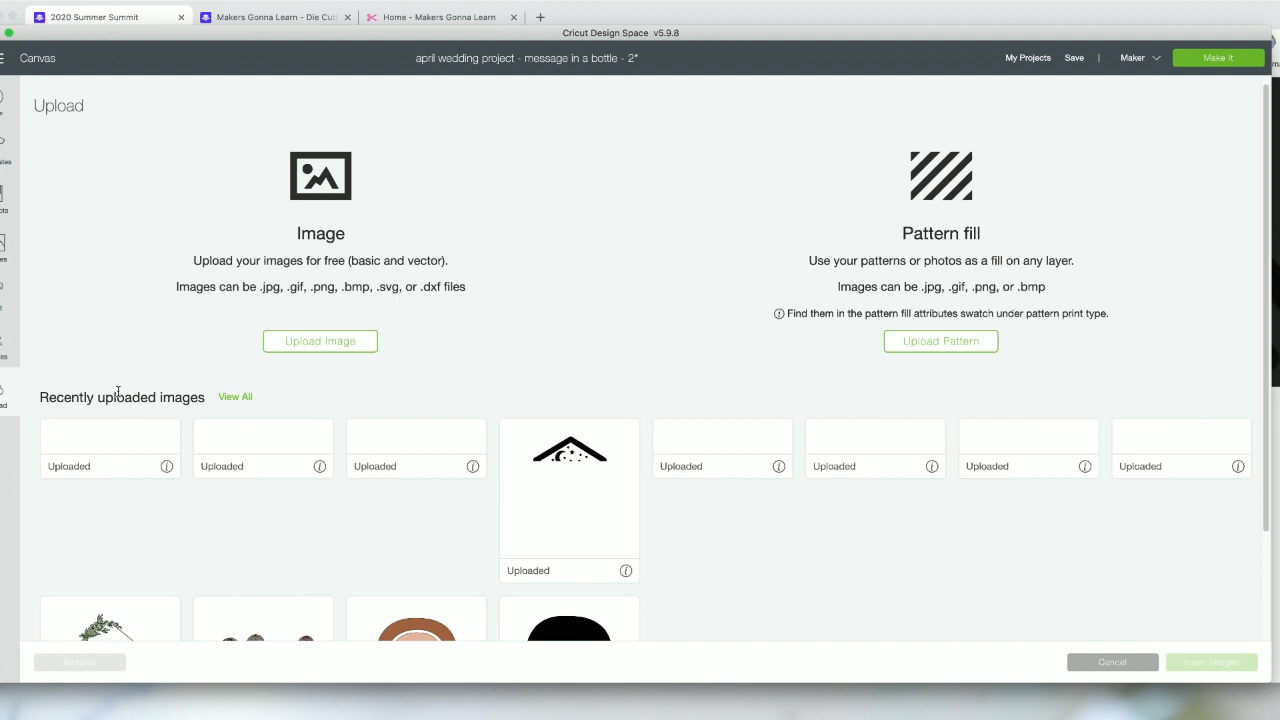 2020 Summer Summit
Makers Gonna Learn - Die Cut
Home - Makers Gonna Learn
Cricut Design Space v5.9.8
Canvas
april wedding project - message in a bottle - 2*
My Projects
Save
Maker
Make It
Upload
Image
Upload your images for free (basic and vector).
Images can be .jpg, .gif, .png, .bmp, .svg, or .dxf files
Upload Image
Pattern fill
Use your patterns or photos as a fill on any layer.
Images can be .jpg, .gif, .png, or .bmp
Find them in the pattern fill attributes swatch under pattern print type.
Upload Pattern
Recently uploaded images View All
Uploaded
Uploaded
Uploaded
Uploaded
Uploaded
Uploaded
Uploaded
Uploaded
Remove
Cancel
Insert Images